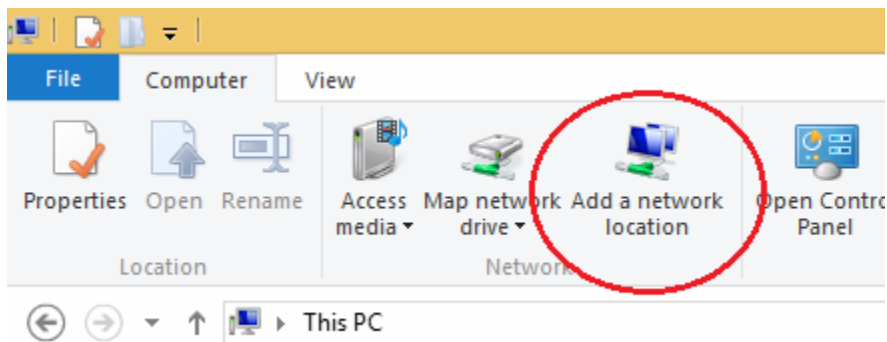 File Computer View
Properties Open Rename Access media Map network drive Add a network location Open Contro Panel
Location Network
This PC